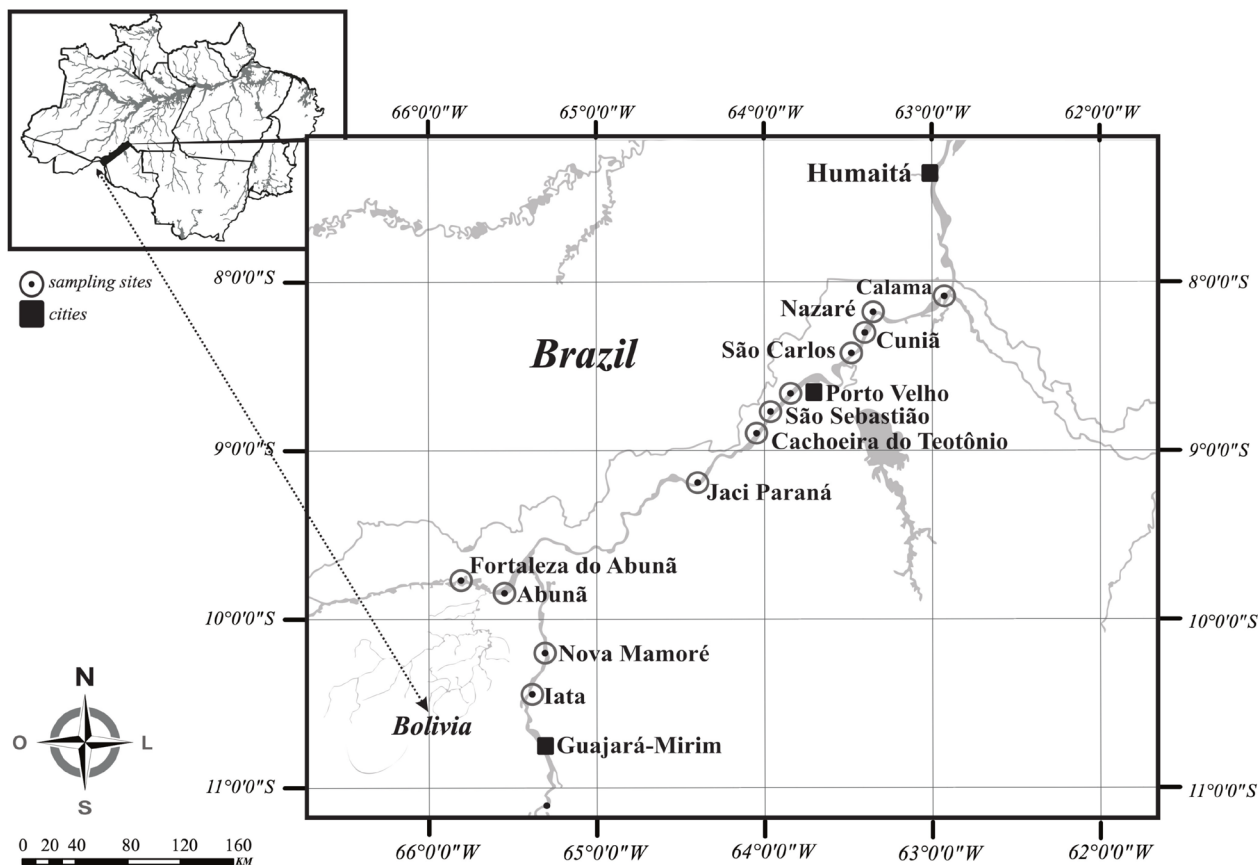 66°0'0"W 65°0'0"W 64°0'0"W 63°0'0"W 62°0'0"W
Humaitá
8°0'0"S
8°0'0"S
sampling sites
cities
Calama
Nazaré
Cuniã
São Carlos
Brazil
Porto Velho
São Sebastião
Cachoeira do Teotônio
9°0'0"S
9°0'0"S
Jaci Paraná
Fortaleza do Abunã
Abunã
10°0'0"S
10°0'0"S
Nova Mamoré
Iata
Bolivia
Guajará-Mirim
11°0'0"S
11°0'0"S
N
O L
S
0 20 40 80 120 160
KM
66°0'0"W 65°0'0"W 64°0'0"W 63°0'0"W 62°0'0"W